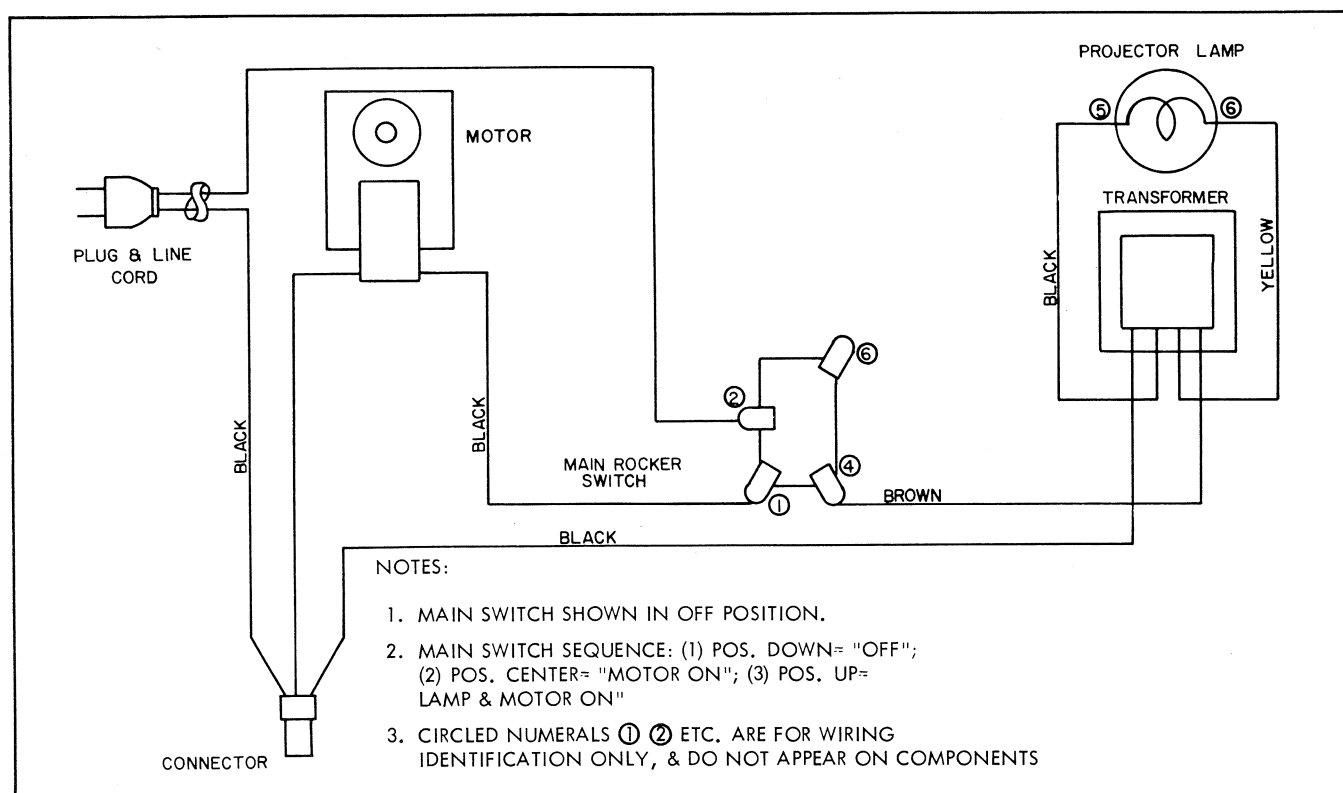 PROJECTOR LAMP
⑤
⑥
MOTOR
TRANSFORMER
PLUG & LINE
CORD
BLACK
YELLOW
⑥
②
BLACK
BLACK
MAIN ROCKER
SWITCH
④
①
BROWN
BLACK
NOTES:
1. MAIN SWITCH SHOWN IN OFF POSITION.
2. MAIN SWITCH SEQUENCE: (1) POS. DOWN= "OFF";
(2) POS. CENTER= "MOTOR ON"; (3) POS. UP=
LAMP & MOTOR ON"
3. CIRCLED NUMERALS ① ② ETC. ARE FOR WIRING
IDENTIFICATION ONLY, & DO NOT APPEAR ON COMPONENTS
CONNECTOR